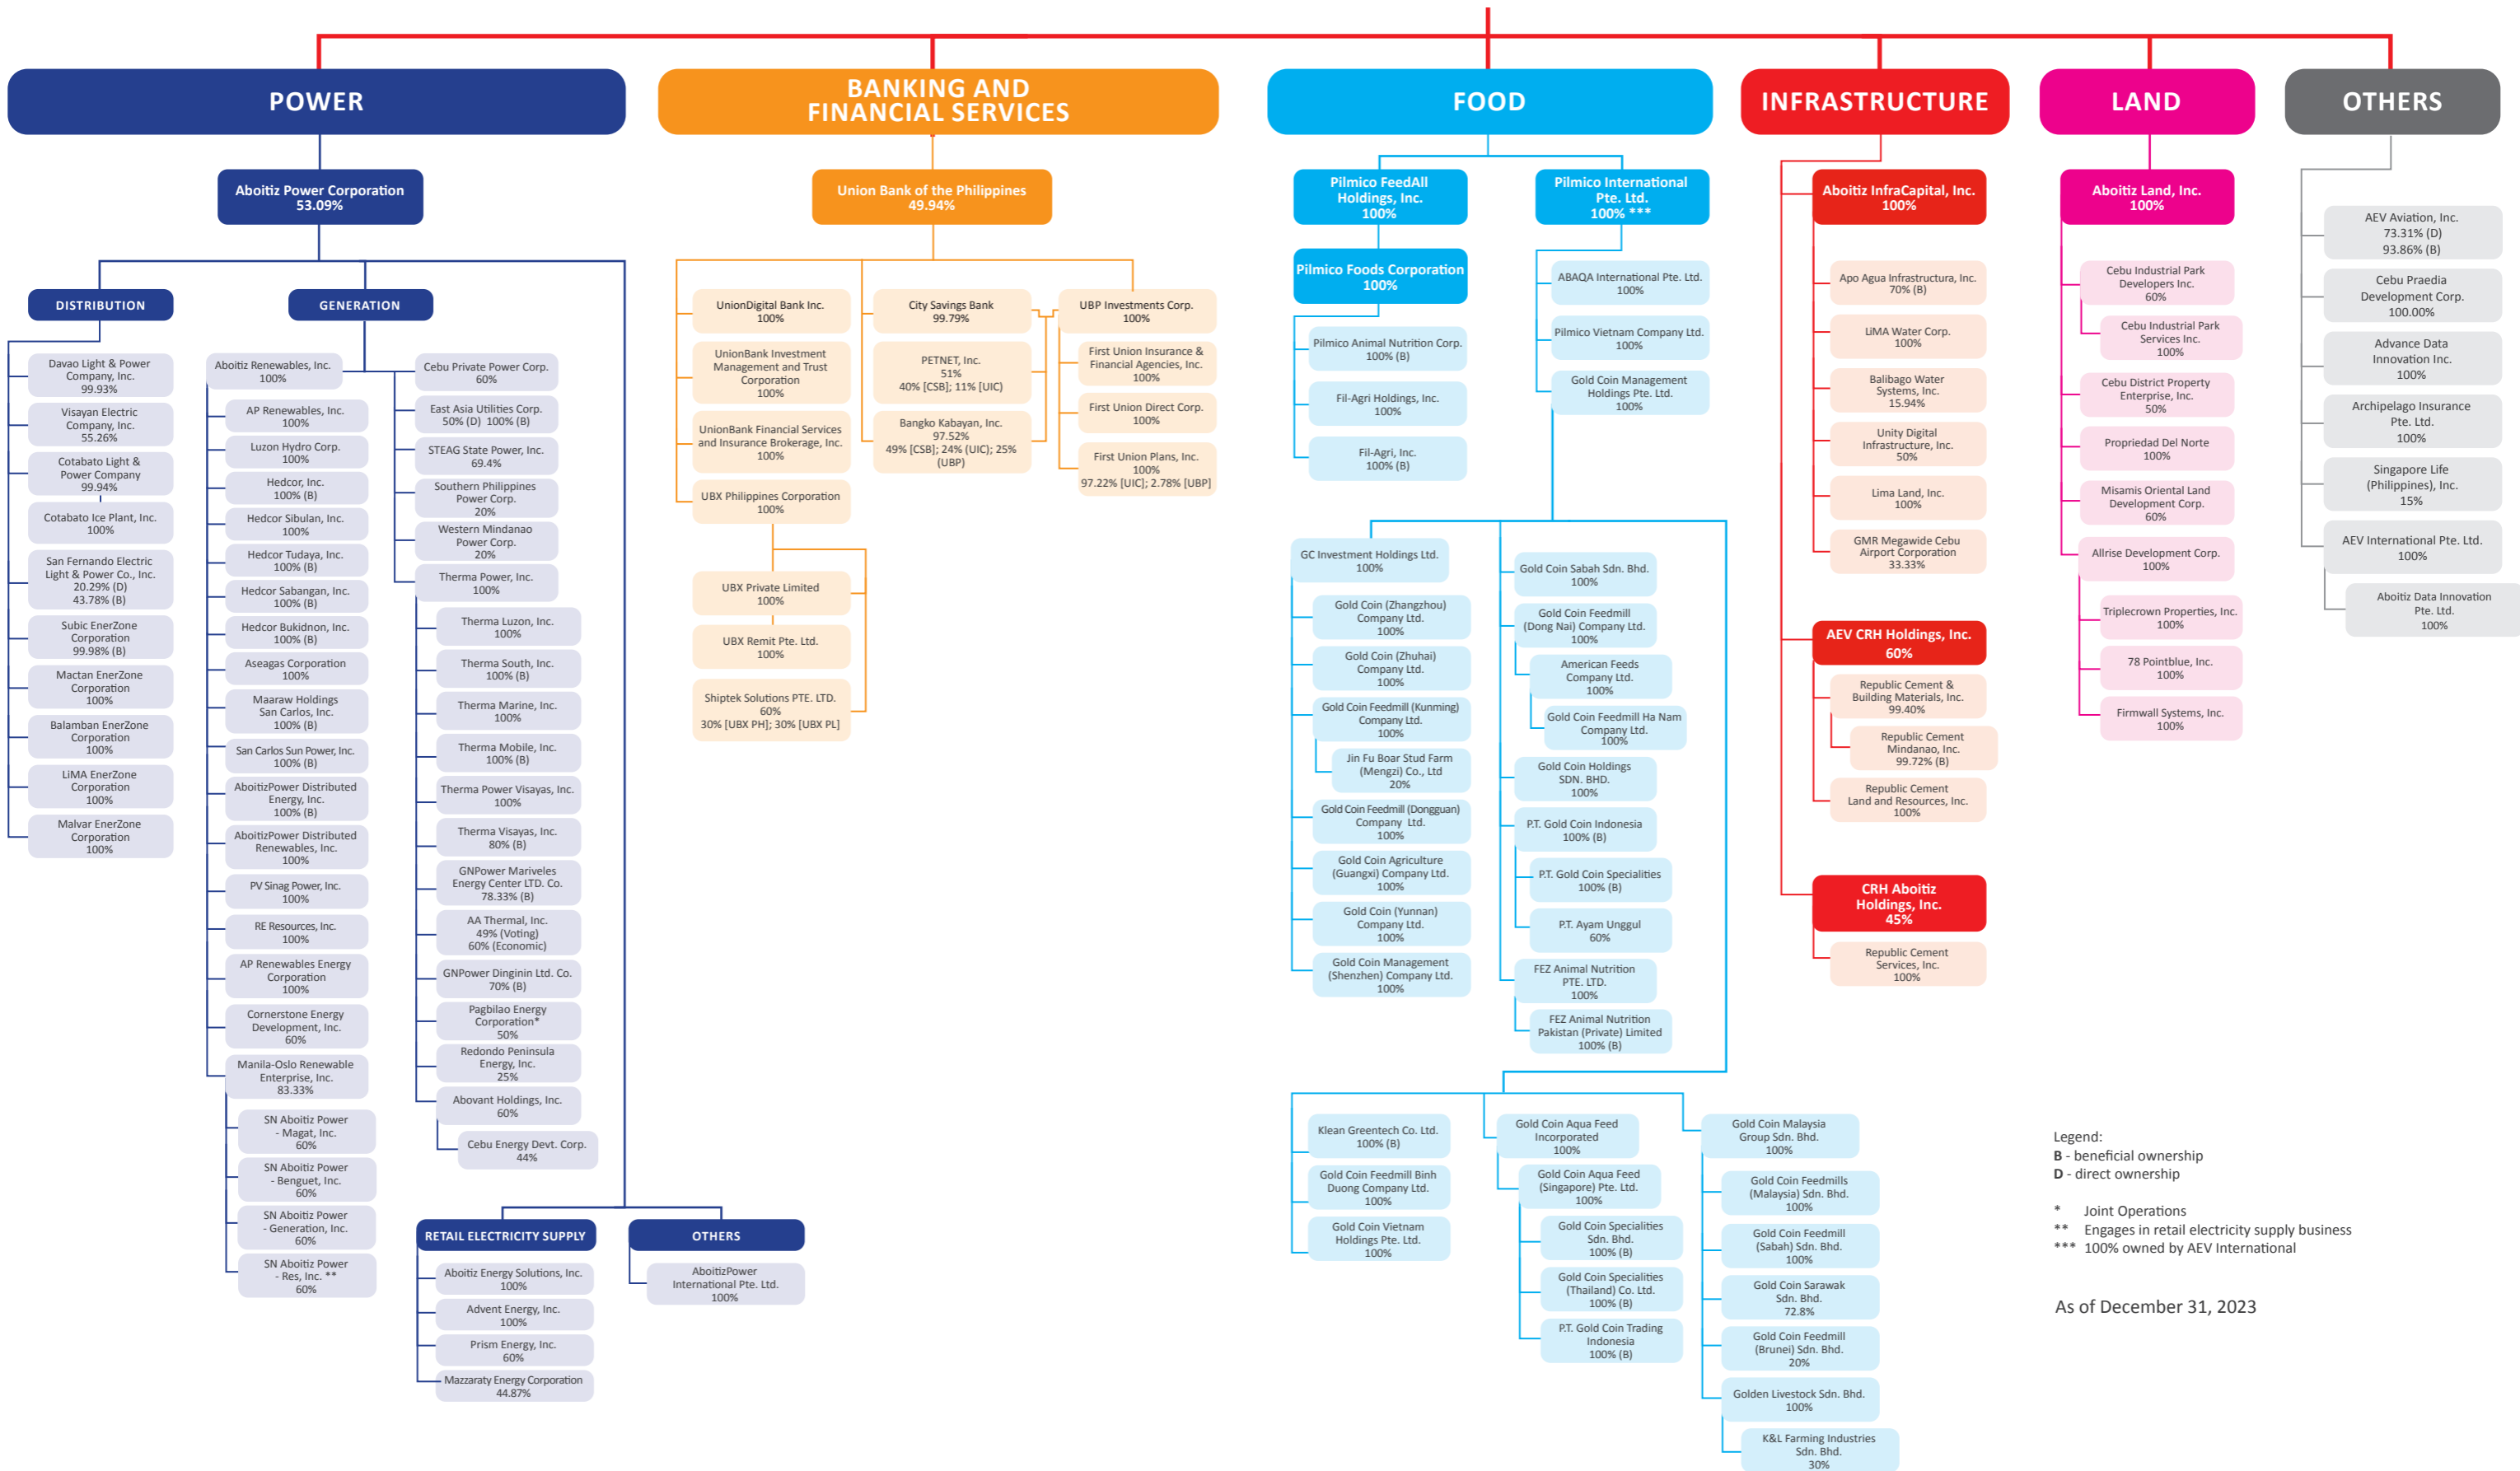 POWER
Aboitiz Power Corporation
53.09%
DISTRIBUTION
Davao Light & Power
Company, Inc.
99.93%
Visayan Electric
Company, Inc.
55.26%
Cotabato Light &
Power Company
99.94%
Cotabato Ice Plant, Inc.
100%
San Fernando Electric
Light & Power Co., Inc.
20.29% (D)
43.78% (B)
Subic EnerZone
Corporation
99.98% (B)
Mactan EnerZone
Corporation
100%
Balamban EnerZone
Corporation
100%
LiMA EnerZone
Corporation
100%
Malvar EnerZone
Corporation
100%
GENERATION
Aboitiz Renewables, Inc.
100%
AP Renewables, Inc.
100%
Luzon Hydro Corp.
100%
Hedcor, Inc.
100% (B)
Hedcor Sibulan, Inc.
100%
Hedcor Tudaya, Inc.
100% (B)
Hedcor Sabangan, Inc.
100% (B)
Hedcor Bukidnon, Inc.
100% (B)
Aseagas Corporation
100%
Maaraw Holdings
San Carlos, Inc.
100% (B)
San Carlos Sun Power, Inc.
100% (B)
AboitizPower Distributed
Energy, Inc.
100% (B)
AboitizPower Distributed
Renewables, Inc.
100%
PV Sinag Power, Inc.
100%
RE Resources, Inc.
100%
AP Renewables Energy
Corporation
100%
Cornerstone Energy
Development, Inc.
60%
Manila-Oslo Renewable
Enterprise, Inc.
83.33%
SN Aboitiz Power
- Magat, Inc.
60%
SN Aboitiz Power
- Benguet, Inc.
60%
SN Aboitiz Power
- Generation, Inc.
60%
SN Aboitiz Power
- Res, Inc. **
60%
Cebu Private Power Corp.
60%
East Asia Utilities Corp.
50% (D) 100% (B)
STEAG State Power, Inc.
69.4%
Southern Philippines
Power Corp.
20%
Western Mindanao
Power Corp.
20%
Therma Power, Inc.
100%
Therma Luzon, Inc.
100%
Therma South, Inc.
100% (B)
Therma Marine, Inc.
100%
Therma Mobile, Inc.
100% (B)
Therma Power Visayas, Inc.
100%
Therma Visayas, Inc.
80% (B)
GNPower Mariveles
Energy Center LTD. Co.
78.33% (B)
AA Thermal, Inc.
49% (Voting)
60% (Economic)
GNPower Dinginin Ltd. Co.
70% (B)
Pagbilao Energy
Corporation*
50%
Redondo Peninsula
Energy, Inc.
25%
Abovant Holdings, Inc.
60%
Cebu Energy Devt. Corp.
44%
RETAIL ELECTRICITY SUPPLY
Aboitiz Energy Solutions, Inc.
100%
Advent Energy, Inc.
100%
Prism Energy, Inc.
60%
Mazzaraty Energy Corporation
44.87%
OTHERS
AboitizPower
International Pte. Ltd.
100%
BANKING AND
FINANCIAL SERVICES
Union Bank of the Philippines
49.94%
UnionDigital Bank Inc.
100%
UnionBank Investment
Management and Trust
Corporation
100%
UnionBank Financial Services
and Insurance Brokerage, Inc.
100%
UBX Philippines Corporation
100%
UBX Private Limited
100%
UBX Remit Pte. Ltd.
100%
Shiptek Solutions PTE. LTD.
60%
30% [UBX PH]; 30% [UBX PL]
City Savings Bank
99.79%
PETNET, Inc.
51%
40% [CSB]; 11% [UIC)
Bangko Kabayan, Inc.
97.52%
49% [CSB]; 24% (UIC); 25%
(UBP)
UBP Investments Corp.
100%
First Union Insurance &
Financial Agencies, Inc.
100%
First Union Direct Corp.
100%
First Union Plans, Inc.
100%
97.22% [UIC]; 2.78% [UBP]
FOOD
Pilmico FeedAll
Holdings, Inc.
100%
Pilmico Foods Corporation
100%
Pilmico Animal Nutrition Corp.
100% (B)
Fil-Agri Holdings, Inc.
100%
Fil-Agri, Inc.
100% (B)
Pilmico International
Pte. Ltd.
100% ***
ABAQA International Pte. Ltd.
100%
Pilmico Vietnam Company Ltd.
100%
Gold Coin Management
Holdings Pte. Ltd.
100%
GC Investment Holdings Ltd.
100%
Gold Coin (Zhangzhou)
Company Ltd.
100%
Gold Coin (Zhuhai)
Company Ltd.
100%
Gold Coin Feedmill (Kunming)
Company Ltd.
100%
Jin Fu Boar Stud Farm
(Mengzi) Co., Ltd
20%
Gold Coin Feedmill (Dongguan)
Company Ltd.
100%
Gold Coin Agriculture
(Guangxi) Company Ltd.
100%
Gold Coin (Yunnan)
Company Ltd.
100%
Gold Coin Management
(Shenzhen) Company Ltd.
100%
Gold Coin Sabah Sdn. Bhd.
100%
Gold Coin Feedmill
(Dong Nai) Company Ltd.
100%
American Feeds
Company Ltd.
100%
Gold Coin Feedmill Ha Nam
Company Ltd.
100%
Gold Coin Holdings
SDN. BHD.
100%
P.T. Gold Coin Indonesia
100% (B)
P.T. Gold Coin Specialities
100% (B)
P.T. Ayam Unggul
60%
FEZ Animal Nutrition
PTE. LTD.
100%
FEZ Animal Nutrition
Pakistan (Private) Limited
100% (B)
Klean Greentech Co. Ltd.
100% (B)
Gold Coin Feedmill Binh
Duong Company Ltd.
100%
Gold Coin Vietnam
Holdings Pte. Ltd.
100%
Gold Coin Aqua Feed
Incorporated
100%
Gold Coin Aqua Feed
(Singapore) Pte. Ltd.
100%
Gold Coin Specialities
Sdn. Bhd.
100% (B)
Gold Coin Specialities
(Thailand) Co. Ltd.
100% (B)
P.T. Gold Coin Trading
Indonesia
100% (B)
Gold Coin Malaysia
Group Sdn. Bhd.
100%
Gold Coin Feedmills
(Malaysia) Sdn. Bhd.
100%
Gold Coin Feedmill
(Sabah) Sdn. Bhd.
100%
Gold Coin Sarawak
Sdn. Bhd.
72.8%
Gold Coin Feedmill
(Brunei) Sdn. Bhd.
20%
Golden Livestock Sdn. Bhd.
100%
K&L Farming Industries
Sdn. Bhd.
30%
INFRASTRUCTURE
Aboitiz InfraCapital, Inc.
100%
Apo Agua Infrastructura, Inc.
70% (B)
LiMA Water Corp.
100%
Balibago Water
Systems, Inc.
15.94%
Unity Digital
Infrastructure, Inc.
50%
Lima Land, Inc.
100%
GMR Megawide Cebu
Airport Corporation
33.33%
AEV CRH Holdings, Inc.
60%
Republic Cement &
Building Materials, Inc.
99.40%
Republic Cement
Mindanao, Inc.
99.72% (B)
Republic Cement
Land and Resources, Inc.
100%
CRH Aboitiz
Holdings, Inc.
45%
Republic Cement
Services, Inc.
100%
LAND
Aboitiz Land, Inc.
100%
Cebu Industrial Park
Developers Inc.
60%
Cebu Industrial Park
Services Inc.
100%
Cebu District Property
Enterprise, Inc.
50%
Propriedad Del Norte
100%
Misamis Oriental Land
Development Corp.
60%
Allrise Development Corp.
100%
Triplecrown Properties, Inc.
100%
78 Pointblue, Inc.
100%
Firmwall Systems, Inc.
100%
OTHERS
AEV Aviation, Inc.
73.31% (D)
93.86% (B)
Cebu Praedia
Development Corp.
100.00%
Advance Data
Innovation Inc.
100%
Archipelago Insurance
Pte. Ltd.
100%
Singapore Life
(Philippines), Inc.
15%
AEV International Pte. Ltd.
100%
Aboitiz Data Innovation
Pte. Ltd.
100%
Legend:
B - beneficial ownership
D - direct ownership
* Joint Operations
** Engages in retail electricity supply business
*** 100% owned by AEV International
As of December 31, 2023